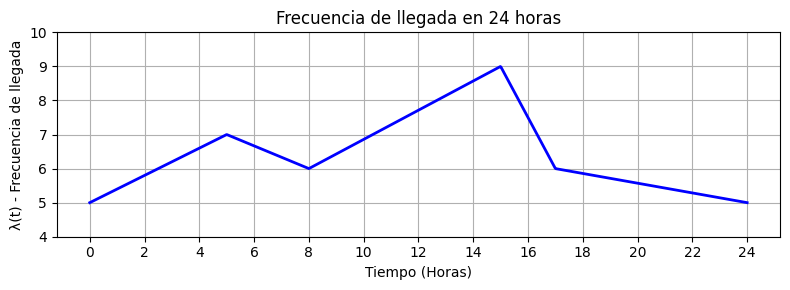 Frecuencia de llegada en 24 horas
λ(t) - Frecuencia de llegada
10
9
8
7
6
5
4
0 2 4 6 8 10 12 14 16 18 20 22 24
Tiempo (Horas)